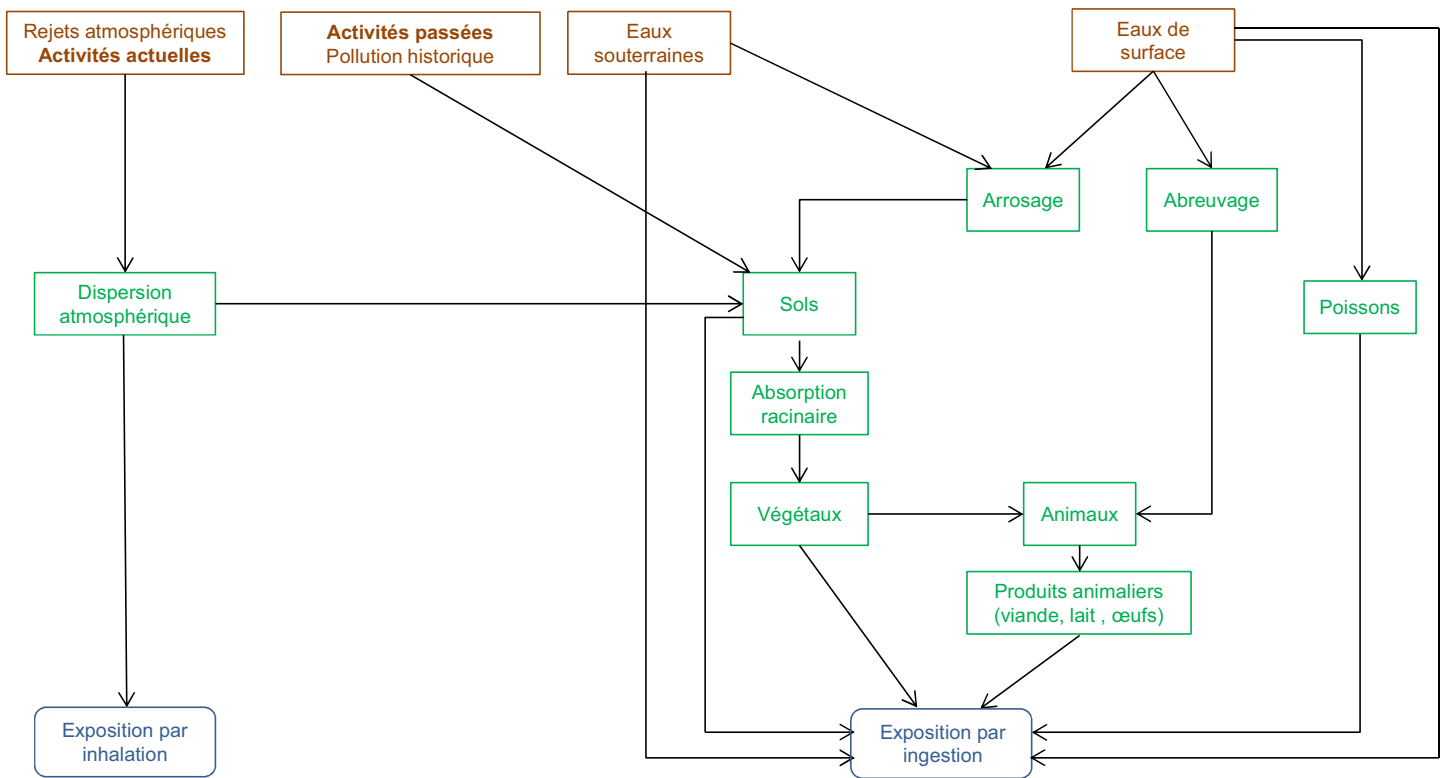 Rejets atmosphériques
Activités actuelles
Activités passées
Pollution historique
Eaux
souterraines
Eaux de
surface
Arrosage
Abreuvage
Dispersion
atmosphérique
Sols
Poissons
Absorption
racinaire
Végétaux
Animaux
Produits animaliers
(viande, lait , œufs)
Exposition par
inhalation
Exposition par
ingestion